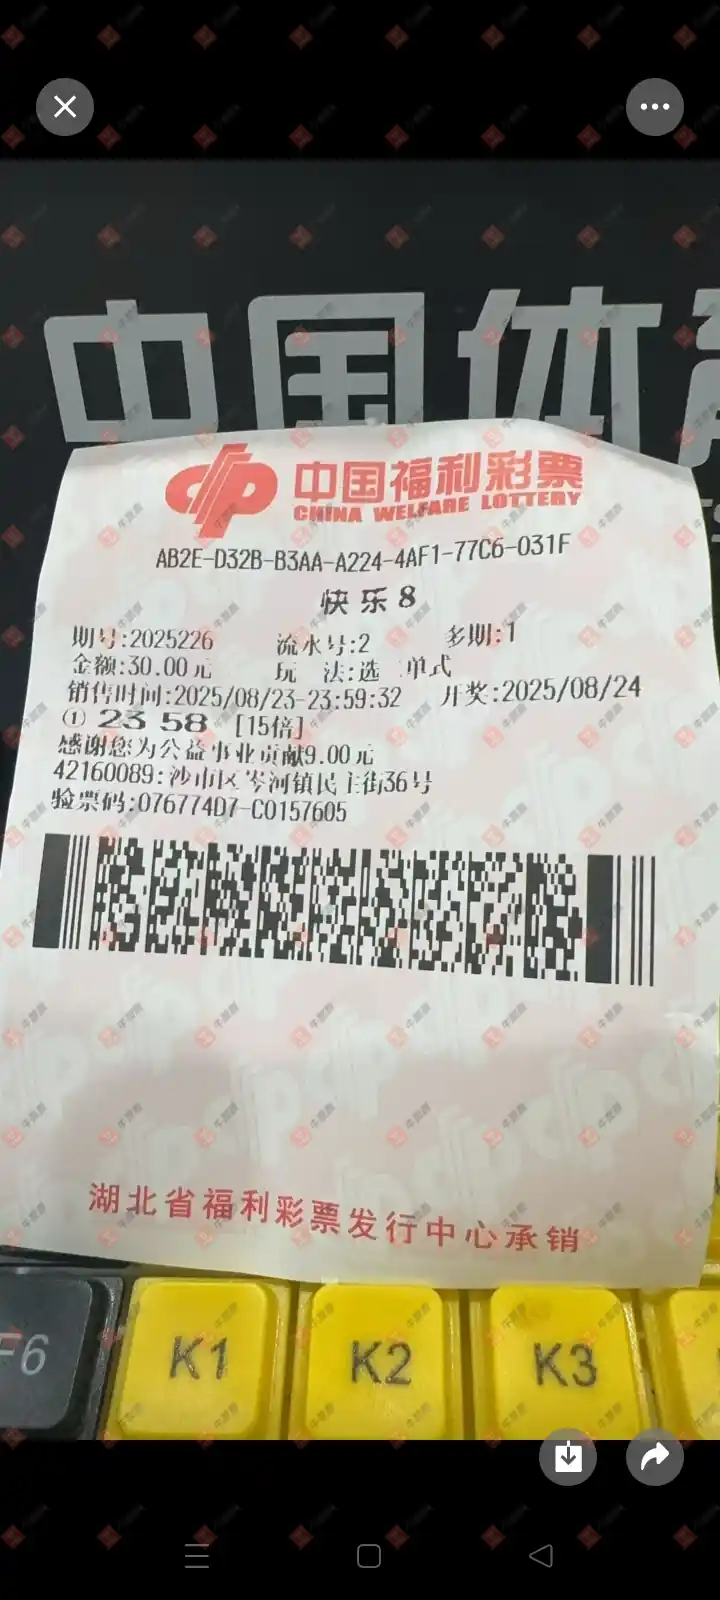 中国体
中国福利彩票
CHINA WELFARE LOTTERY
AB2E-D32B-B3AA-A224-4AF1-77C6-031F
快乐8
期号:2025226 流水号:2 多期:1
金额:30.00元 玩 法:选二单式
销售时间:2025/08/23-23:59:32 开奖:2025/08/24
① 23 58 [15倍]
感谢您为公益事业贡献9.00元
42160089:沙市区岑河镇民主街36号
验票码:076774D7-C0157605
湖北省福利彩票发行中心承销
F6 K1 K2 K3